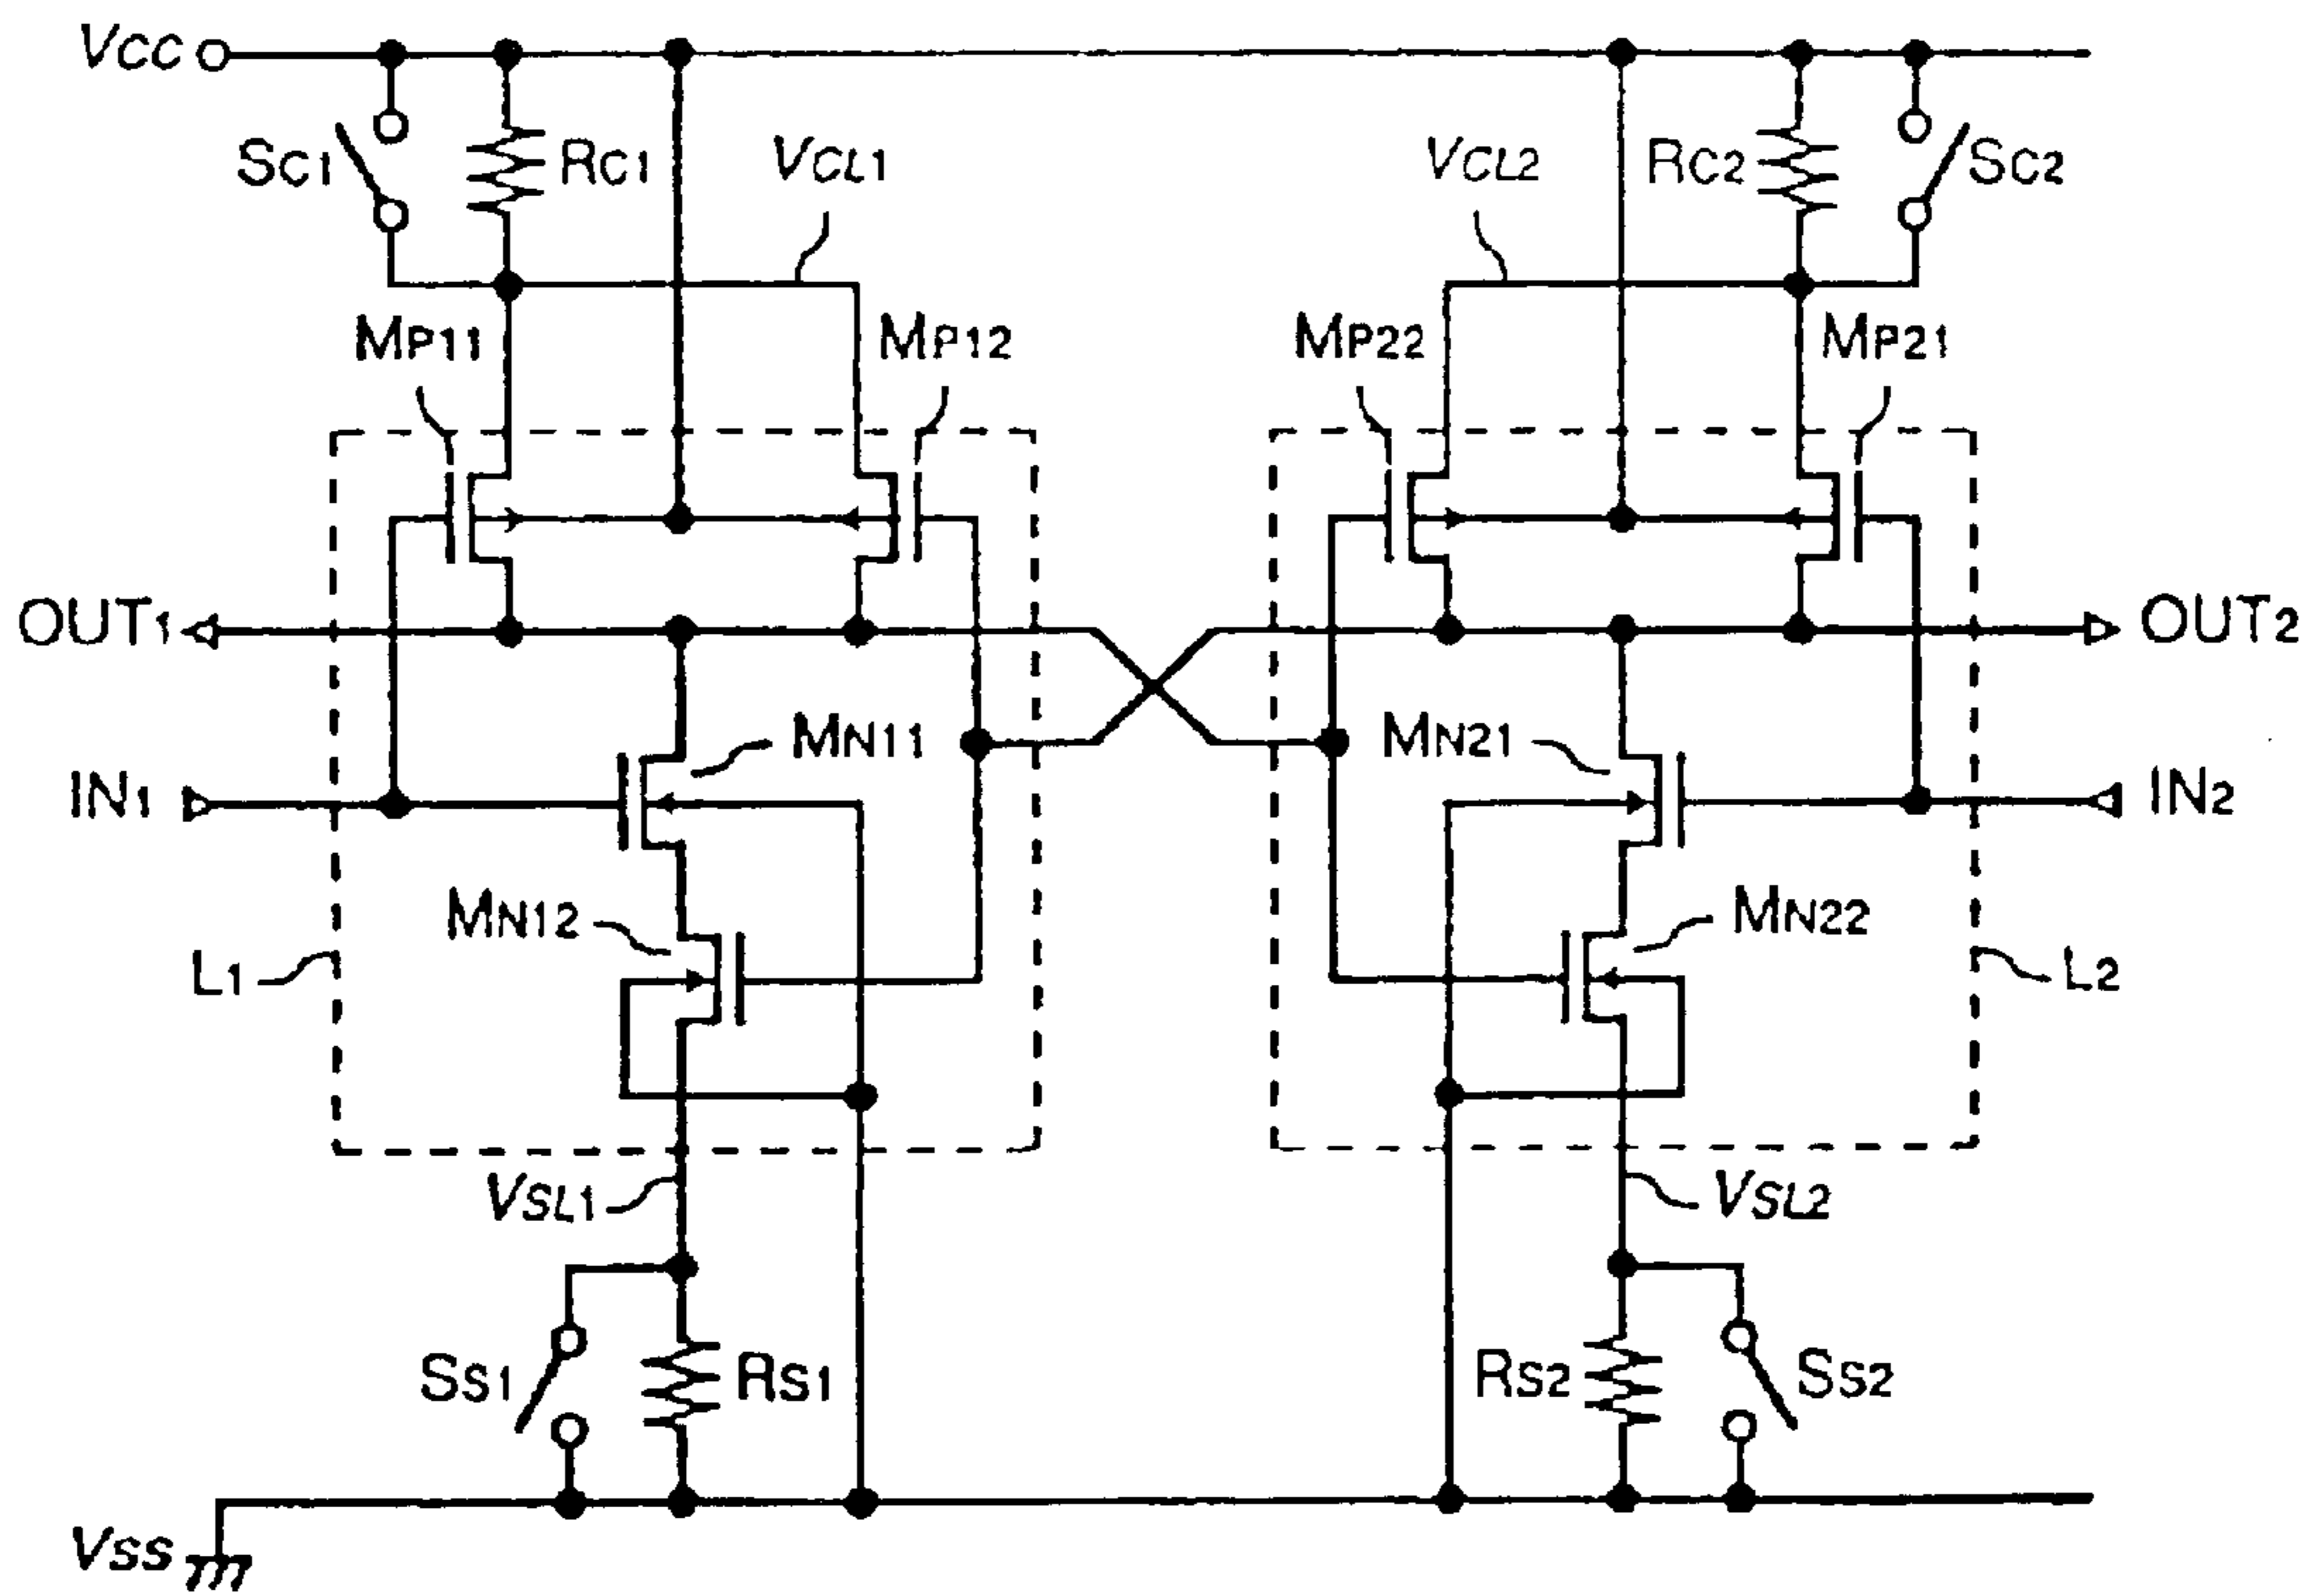 VCC
SC1 RC1 VCL1 VCL2 RC2 SC2
MP11 MP12 MP22 MP21
OUT1 OUT2
MN11 MN21
IN1 IN2
MN12 MN22
L1 L2
VSL1 VSL2
SS1 RS1 RS2 SS2
VSS